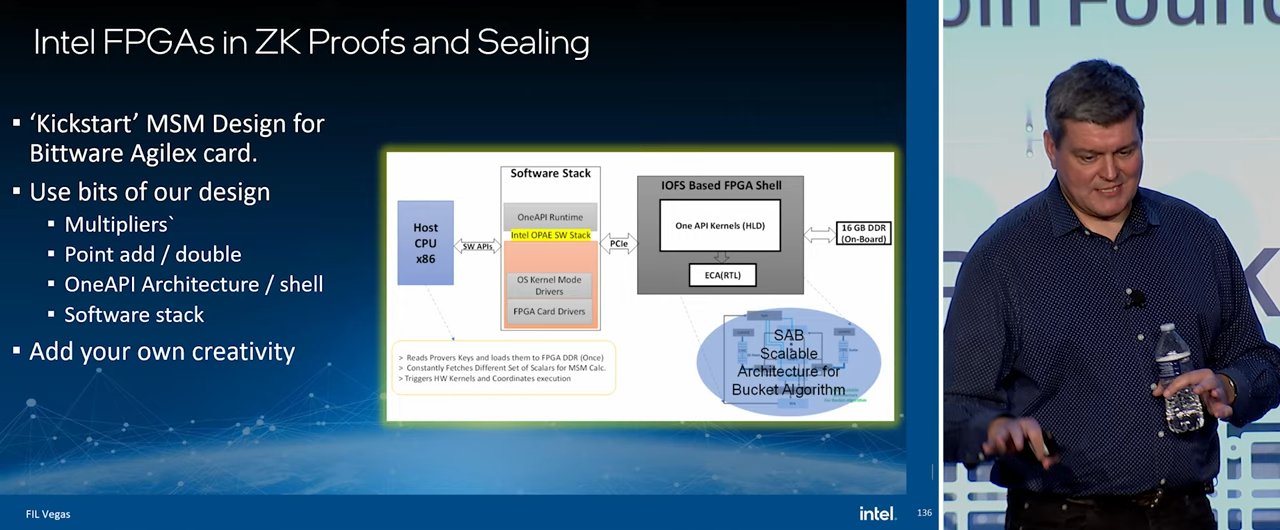 Intel FPGAs in ZK Proofs and Sealing
▪ ‘Kickstart’ MSM Design for
Bittware Agilex card.
▪ Use bits of our design
▪ Multipliers`
▪ Point add / double
▪ OneAPI Architecture / shell
▪ Software stack
▪ Add your own creativity
Host
CPU
x86
SW APIs
Software Stack
OneAPI Runtime
Intel OPAE SW Stack
OS Kernel Mode
Drivers
FPGA Card Drivers
PCIe
IOFS Based FPGA Shell
One API Kernels (HLD)
ECA(RTL)
16 GB DDR
(On-Board)
> Reads Provers Keys and loads them to FPGA DDR (Once)
> Constantly Fetches Different Set of Scalars for MSM Calc.
> Triggers HW Kernels and Coordinates execution
SAB
Scalable
Architecture for
Bucket Algorithm
FIL Vegas
intel.
136